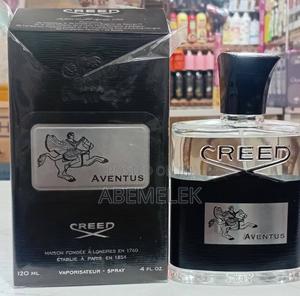 CREED
AVENTUS
CREED
MAISON FONDÉE À LONDRES EN 1760
ÉTABLIE À PARIS EN 1854
120 ML
VAPORISATEUR - SPRAY
4 FL. OZ.
CREED
AVENTUS
ABEMELEK